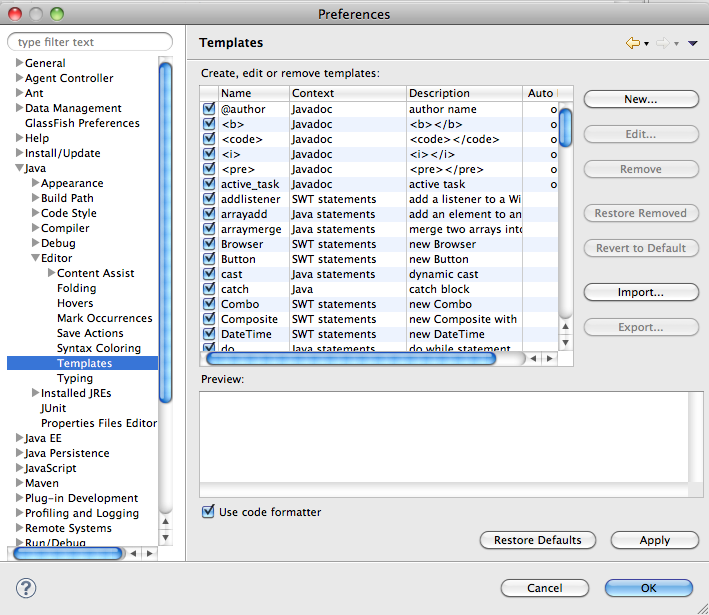 Preferences
type filter text
General
Agent Controller
Ant
Data Management
GlassFish Preferences
Help
Install/Update
Java
Appearance
Build Path
Code Style
Compiler
Debug
Editor
Content Assist
Folding
Hovers
Mark Occurrences
Save Actions
Syntax Coloring
Templates
Typing
Installed JREs
JUnit
Properties Files Editor
Java EE
Java Persistence
JavaScript
Maven
Plug-in Development
Profiling and Logging
Remote Systems
Run/Debug
Templates
Create, edit or remove templates:
Name Context Description Auto
@author Javadoc author name o
<b> Javadoc <b></b> o
<code> Javadoc <code></code> o
<i> Javadoc <i></i> o
<pre> Javadoc <pre></pre> o
active_task Javadoc active task o
addlistener SWT statements add a listener to a Wi
arrayadd Java statements add an element to an
arraymerge Java statements merge two arrays into
Browser SWT statements new Browser
Button SWT statements new Button
cast Java statements dynamic cast
catch Java catch block
Combo SWT statements new Combo
Composite SWT statements new Composite with
DateTime SWT statements new DateTime
do Java statements do while statement
New...
Edit...
Remove
Restore Removed
Revert to Default
Import...
Export...
Preview:
Use code formatter
Restore Defaults Apply
? Cancel OK